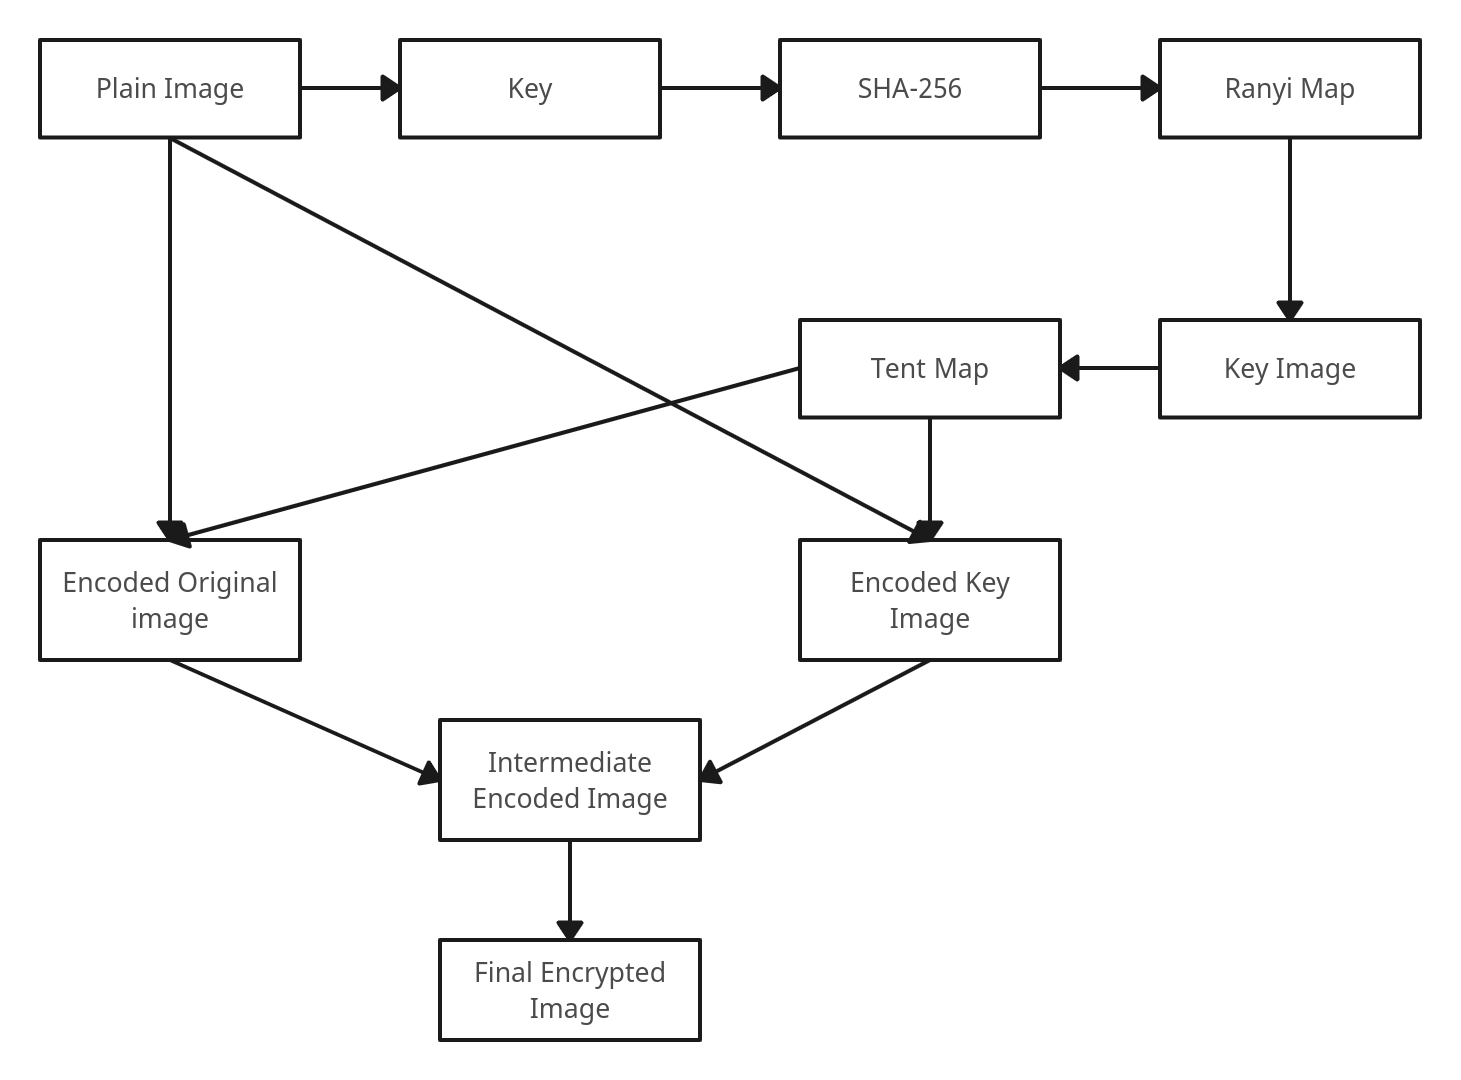 Plain Image
Key
SHA-256
Ranyi Map
Tent Map
Key Image
Encoded Original
image
Encoded Key
Image
Intermediate
Encoded Image
Final Encrypted
Image